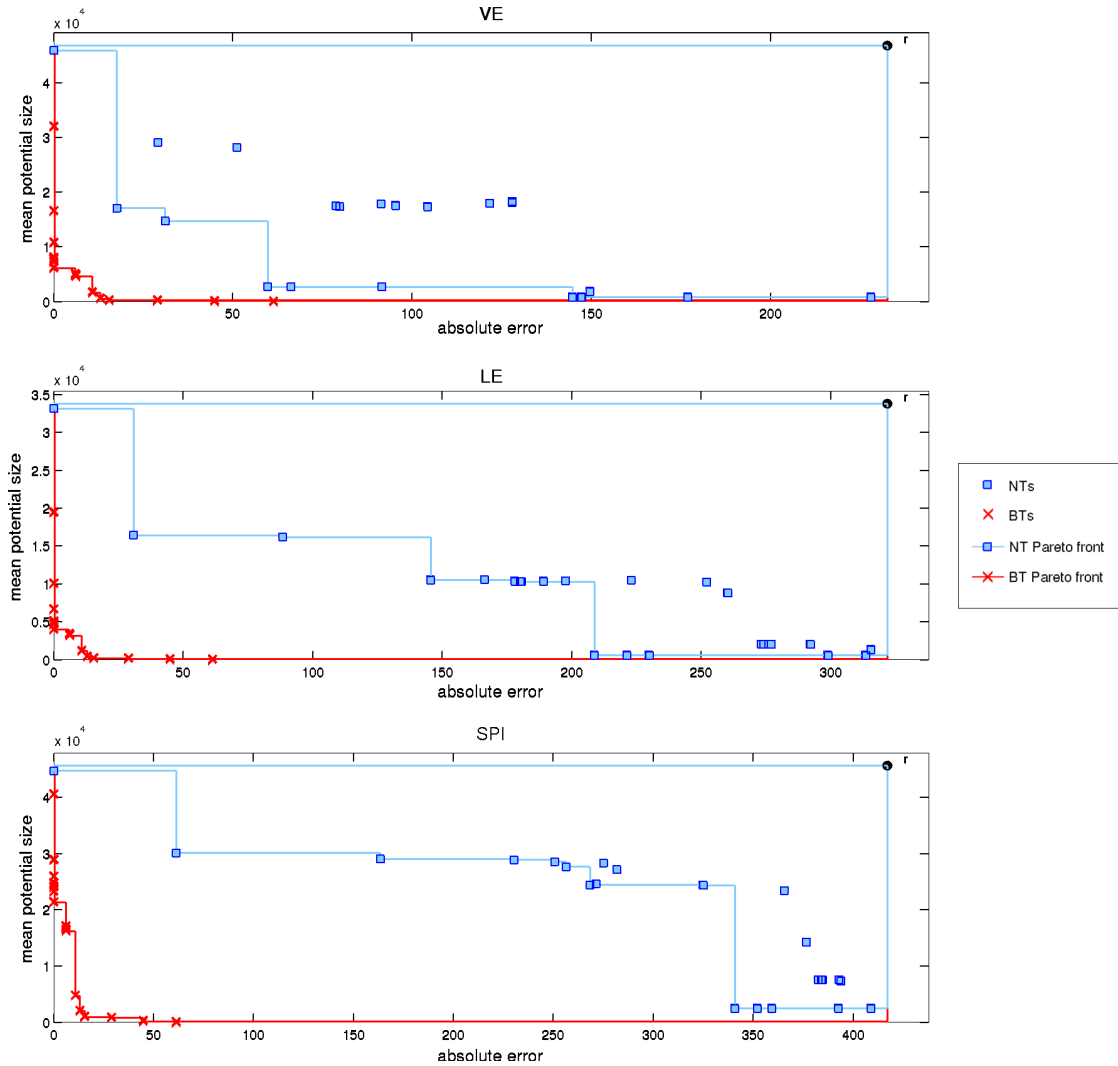 VE
x 10^4
r
4
3
2
1
0
mean potential size
0 50 100 150 200
absolute error
LE
x 10^4
r
3.5
3
2.5
2
1.5
1
0.5
0
mean potential size
0 50 100 150 200 250 300
absolute error
NTs
BTs
NT Pareto front
BT Pareto front
SPI
x 10^4
r
4
3
2
1
0
mean potential size
0 50 100 150 200 250 300 350 400
absolute error